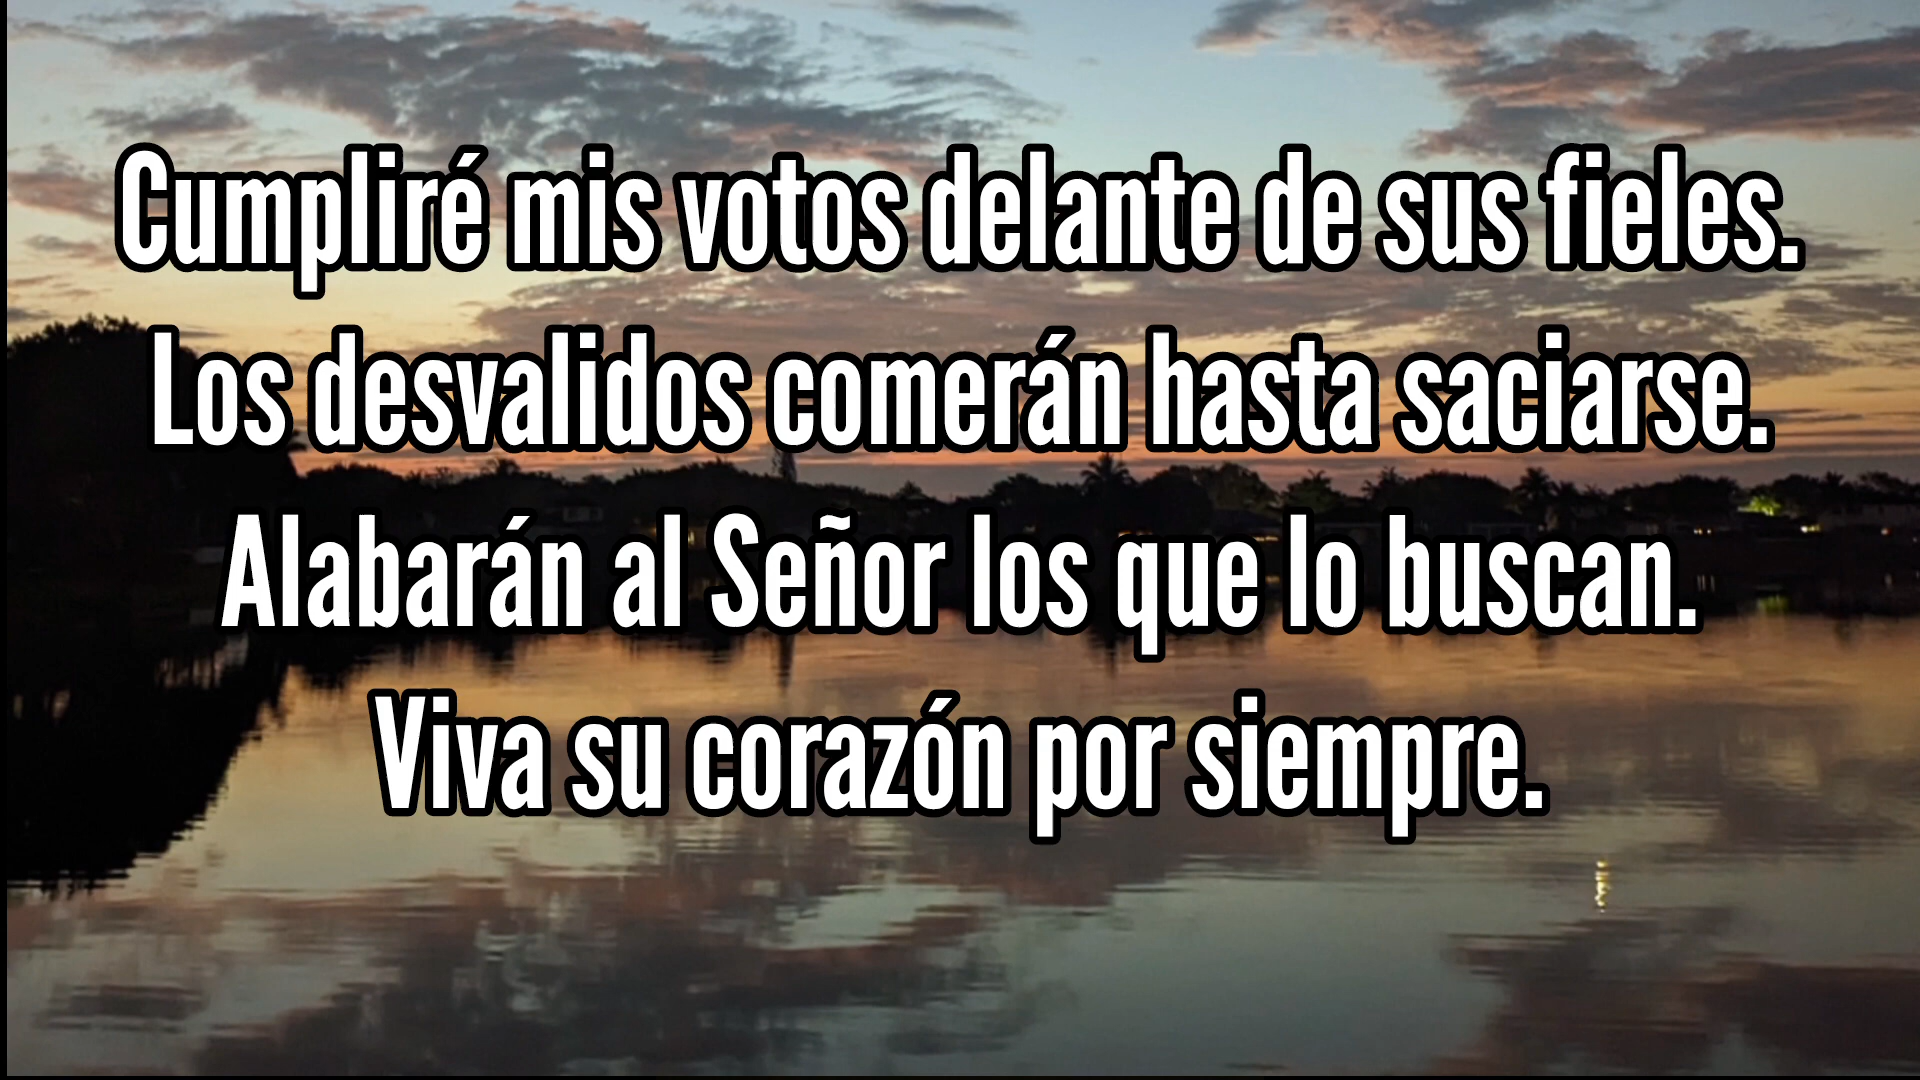 Cumpliré mis votos delante de sus fieles.
Los desvalidos comerán hasta saciarse.
Alabarán al Señor los que lo buscan.
Viva su corazón por siempre.